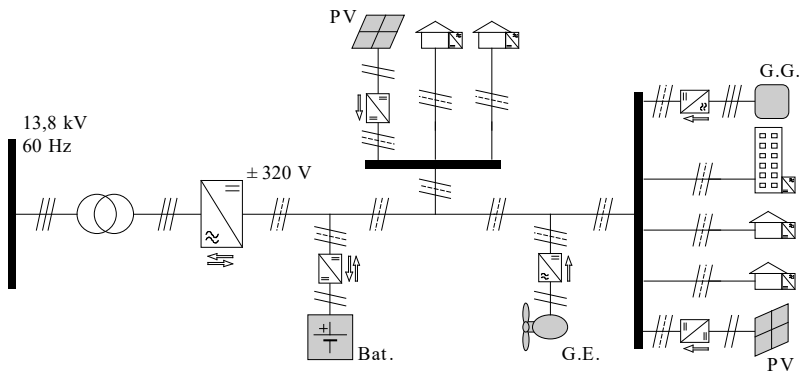 PV
G.G.
13,8 kV
60 Hz
± 320 V
Bat.
G.E.
PV